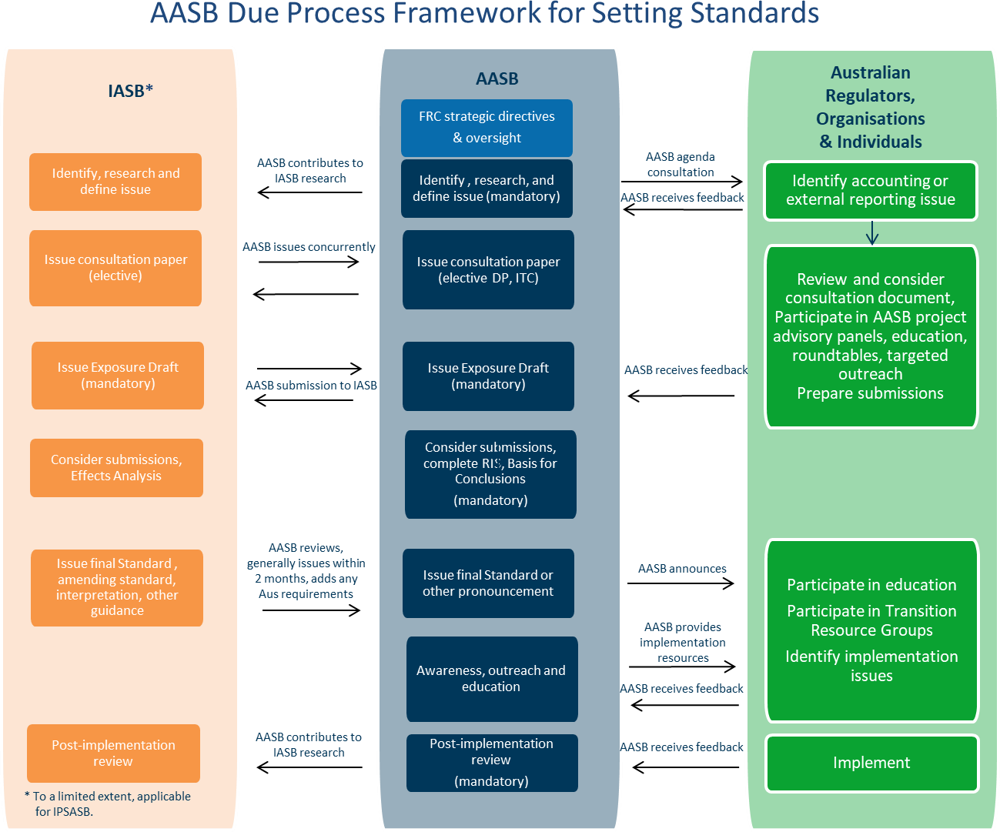 AASB Due Process Framework for Setting Standards
IASB*
Identify, research and
define issue
Issue consultation paper
(elective)
Issue Exposure Draft
(mandatory)
Consider submissions,
Effects Analysis
Issue final Standard ,
amending standard,
interpretation, other
guidance
Post-implementation
review
* To a limited extent, applicable
for IPSASB.
AASB contributes to
IASB research
AASB issues concurrently
AASB submission to IASB
AASB reviews,
generally issues within
2 months, adds any
Aus requirements
AASB contributes to
IASB research
AASB
FRC strategic directives
& oversight
Identify , research, and
define issue (mandatory)
Issue consultation paper
(elective DP, ITC)
Issue Exposure Draft
(mandatory)
Consider submissions,
complete RIS, Basis for
Conclusions
(mandatory)
Issue final Standard or
other pronouncement
Awareness, outreach and
education
Post-implementation
review
(mandatory)
AASB agenda
consultation
AASB receives feedback
AASB receives feedback
AASB announces
AASB provides
implementation
resources
AASB receives feedback
AASB receives feedback
Australian
Regulators,
Organisations
& Individuals
Identify accounting or
external reporting issue
Review and consider
consultation document,
Participate in AASB project
advisory panels, education,
roundtables, targeted
outreach
Prepare submissions
Participate in education
Participate in Transition
Resource Groups
Identify implementation
issues
Implement